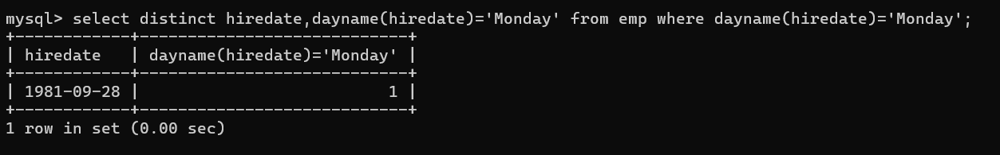 mysql> select distinct hiredate,dayname(hiredate)='Monday' from emp where dayname(hiredate)='Monday';
+------------+----------------------------+
| hiredate   | dayname(hiredate)='Monday' |
+------------+----------------------------+
| 1981-09-28 |                          1 |
+------------+----------------------------+
1 row in set (0.00 sec)